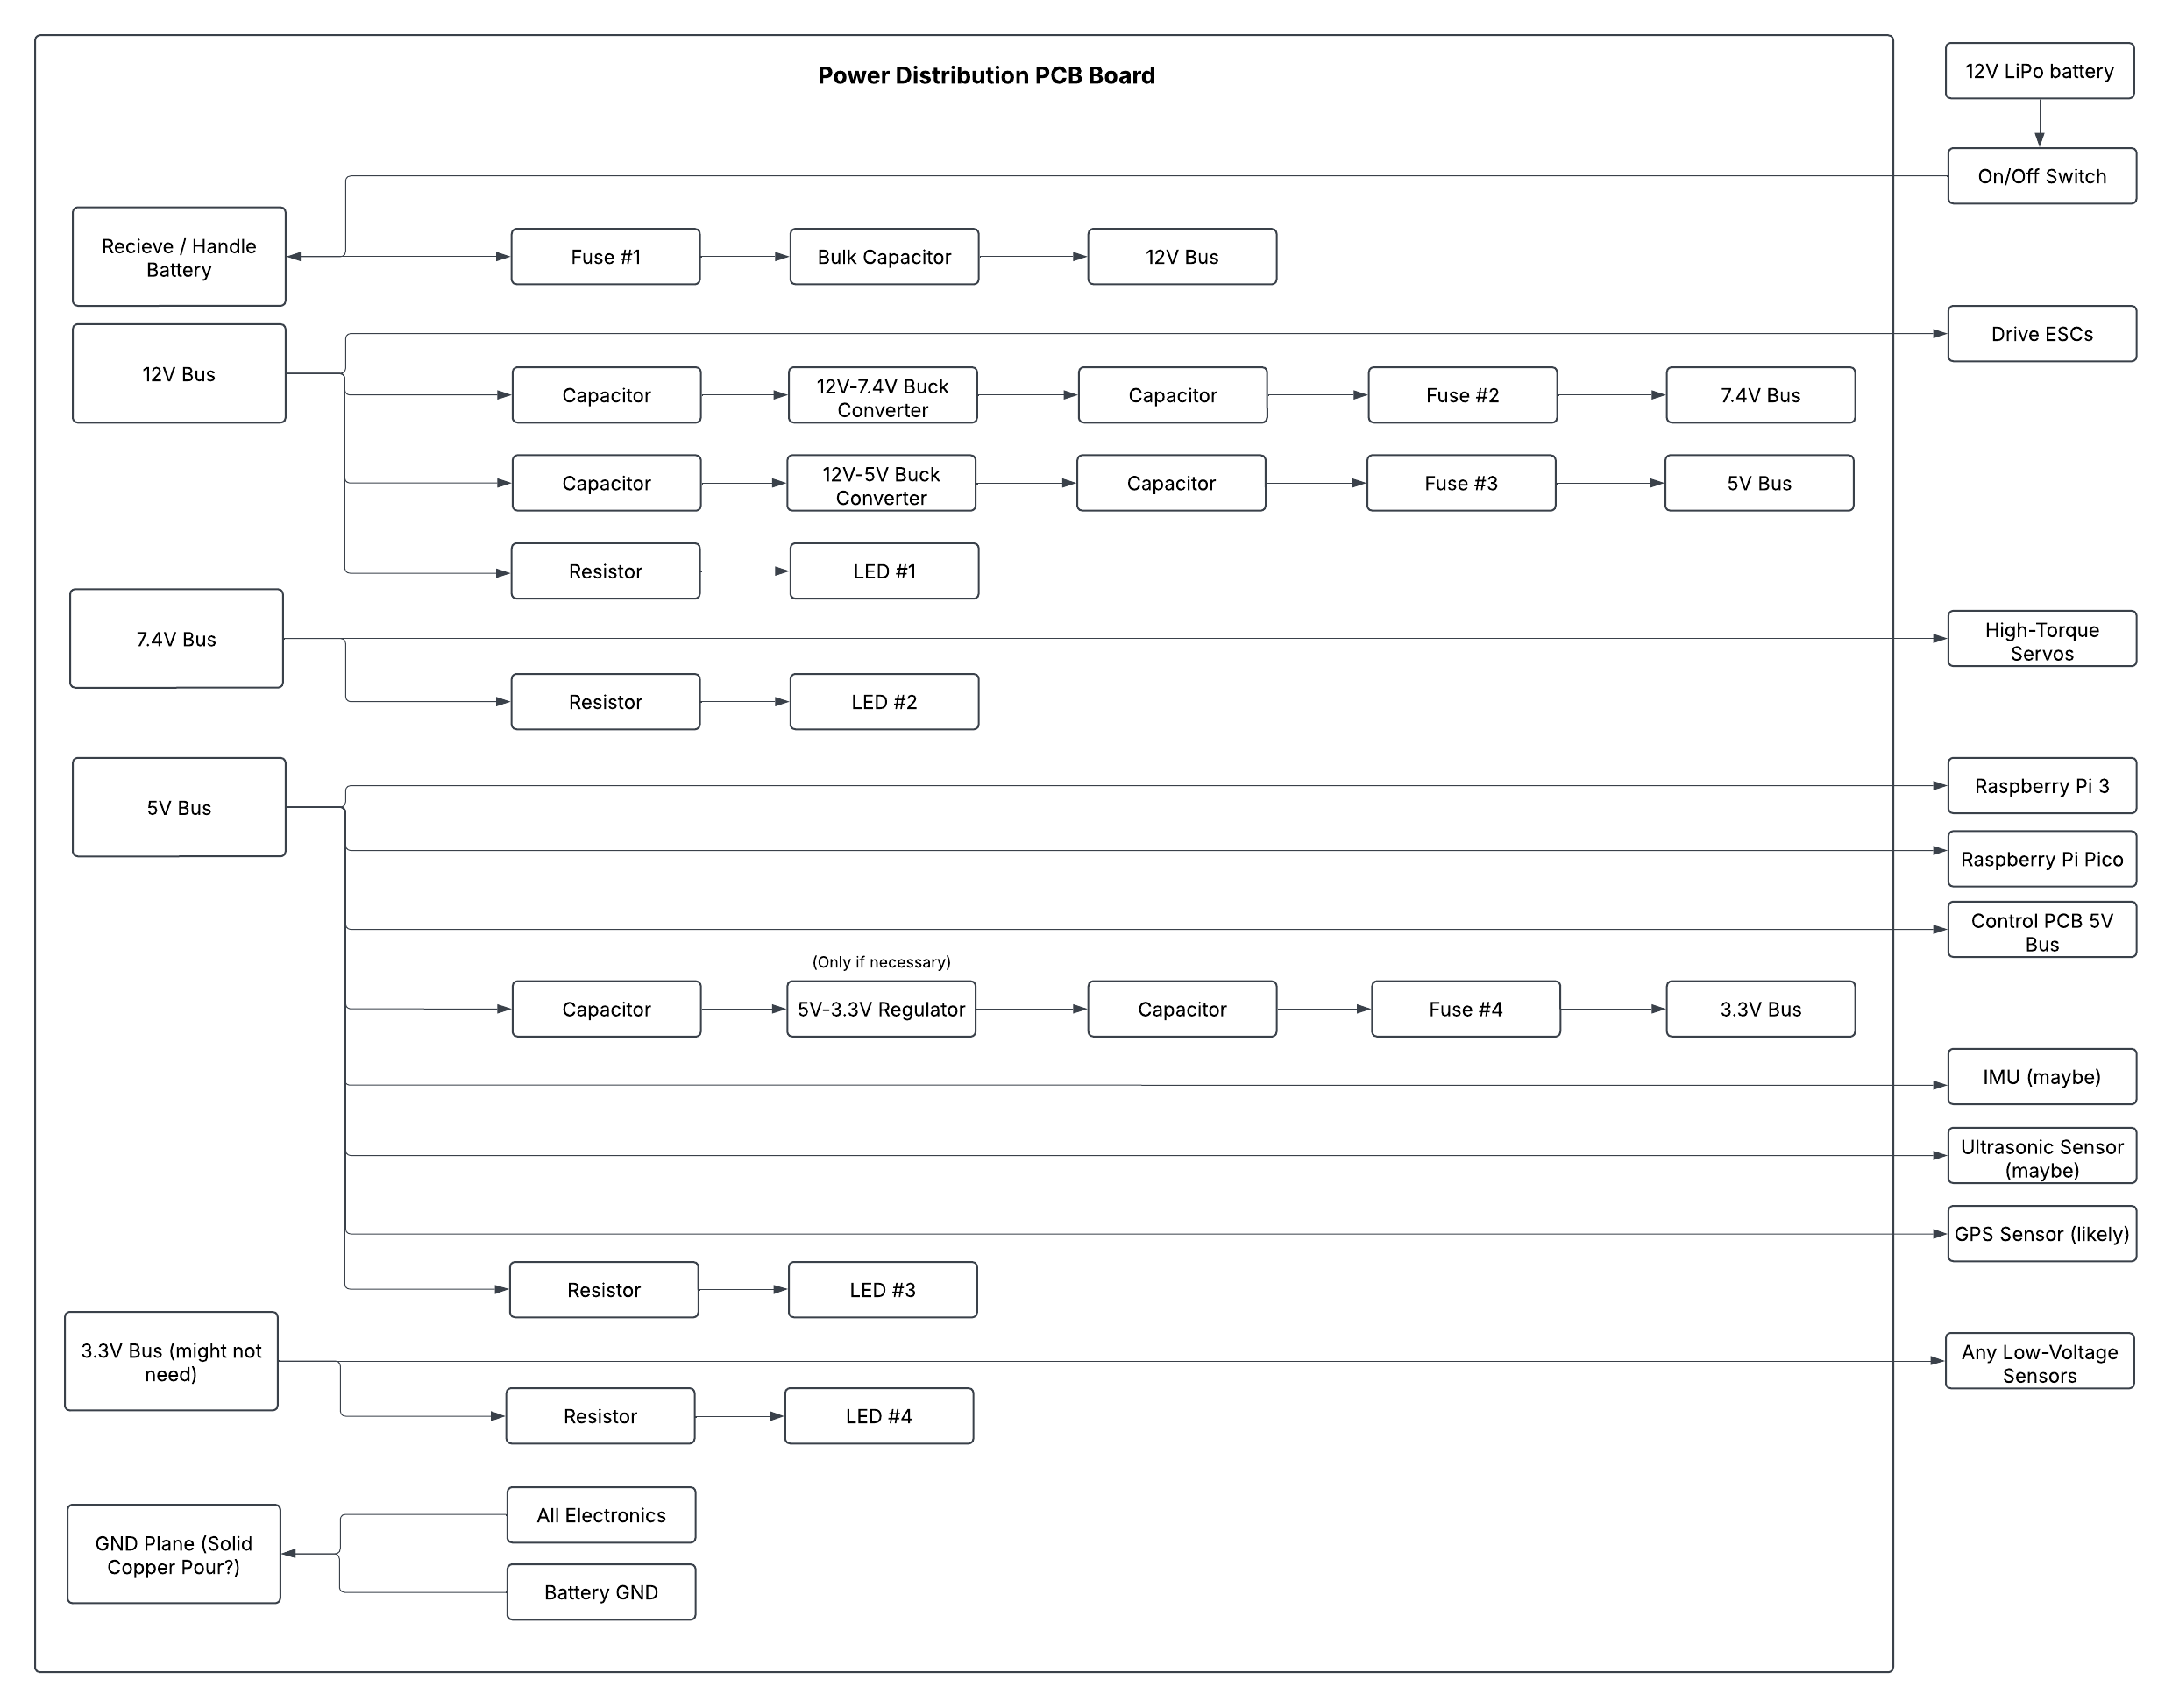 Power Distribution PCB Board
12V LiPo battery
On/Off Switch
Recieve / Handle
Battery
Fuse #1
Bulk Capacitor
12V Bus
Drive ESCs
12V Bus
Capacitor
12V-7.4V Buck
Converter
Capacitor
Fuse #2
7.4V Bus
Capacitor
12V-5V Buck
Converter
Capacitor
Fuse #3
5V Bus
Resistor
LED #1
7.4V Bus
High-Torque
Servos
Resistor
LED #2
5V Bus
Raspberry Pi 3
Raspberry Pi Pico
Control PCB 5V
Bus
(Only if necessary)
Capacitor
5V-3.3V Regulator
Capacitor
Fuse #4
3.3V Bus
IMU (maybe)
Ultrasonic Sensor
(maybe)
GPS Sensor (likely)
Resistor
LED #3
3.3V Bus (might not
need)
Any Low-Voltage
Sensors
Resistor
LED #4
All Electronics
GND Plane (Solid
Copper Pour?)
Battery GND